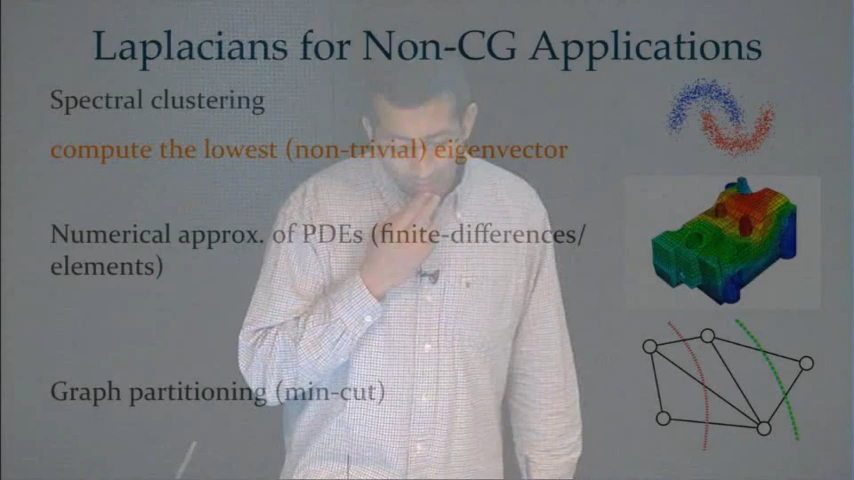 Laplacians for Non-CG Applications
Spectral clustering
compute the lowest (non-trivial) eigenvector
Numerical approx. of PDEs (finite-differences/
elements)
Graph partitioning (min-cut)